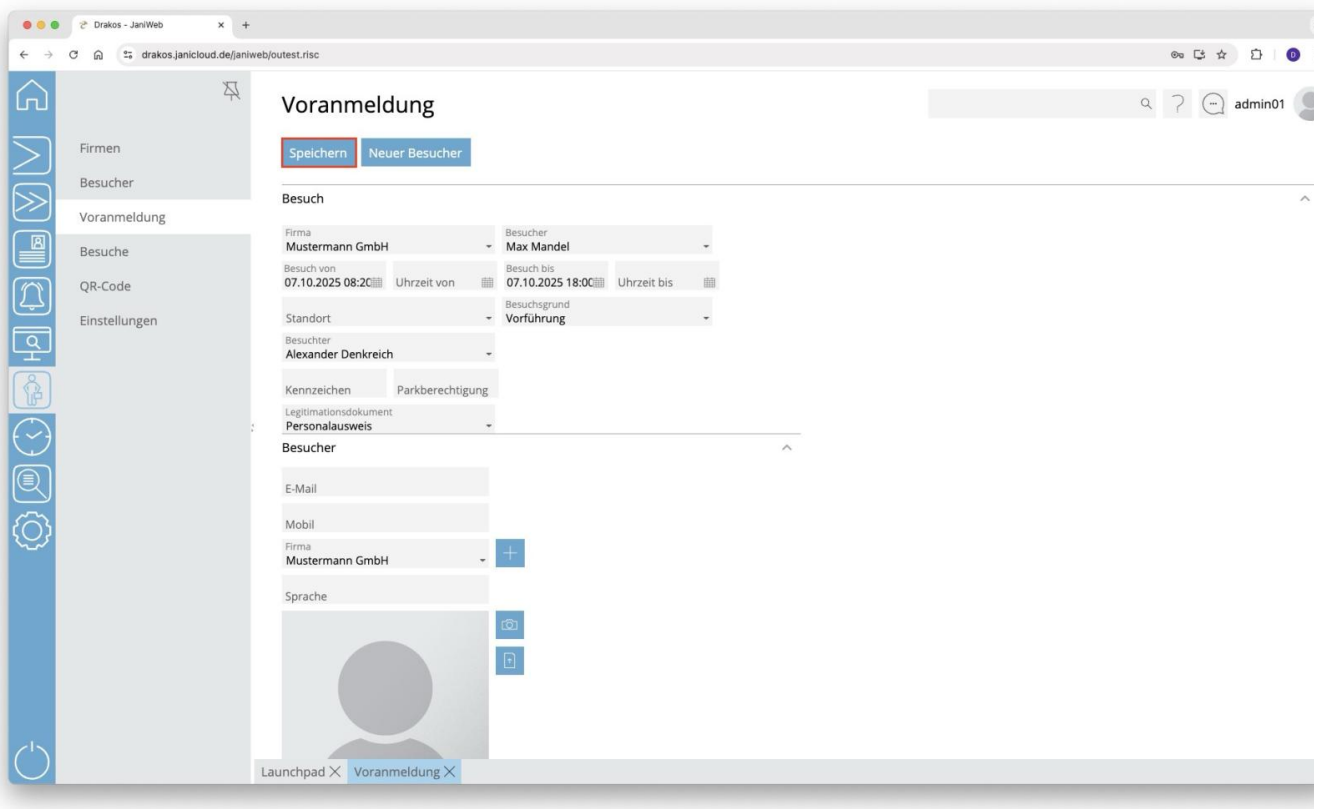 Drakos - JaniWeb
drakos.janicloud.de/janiweb/outest.risc
Voranmeldung
admin01
Speichern Neuer Besucher
Firmen
Besucher
Voranmeldung
Besuche
QR-Code
Einstellungen
Besuch
Firma Besucher
Mustermann GmbH Max Mandel
Besuch von Besuch bis
07.10.2025 08:20 Uhrzeit von 07.10.2025 18:00 Uhrzeit bis
Besuchsgrund
Standort Vorführung
Besuchter
Alexander Denkreich
Kennzeichen Parkberechtigung
Legitimationsdokument
Personalausweis
Besucher
E-Mail
Mobil
Firma
Mustermann GmbH
Sprache
Launchpad Voranmeldung